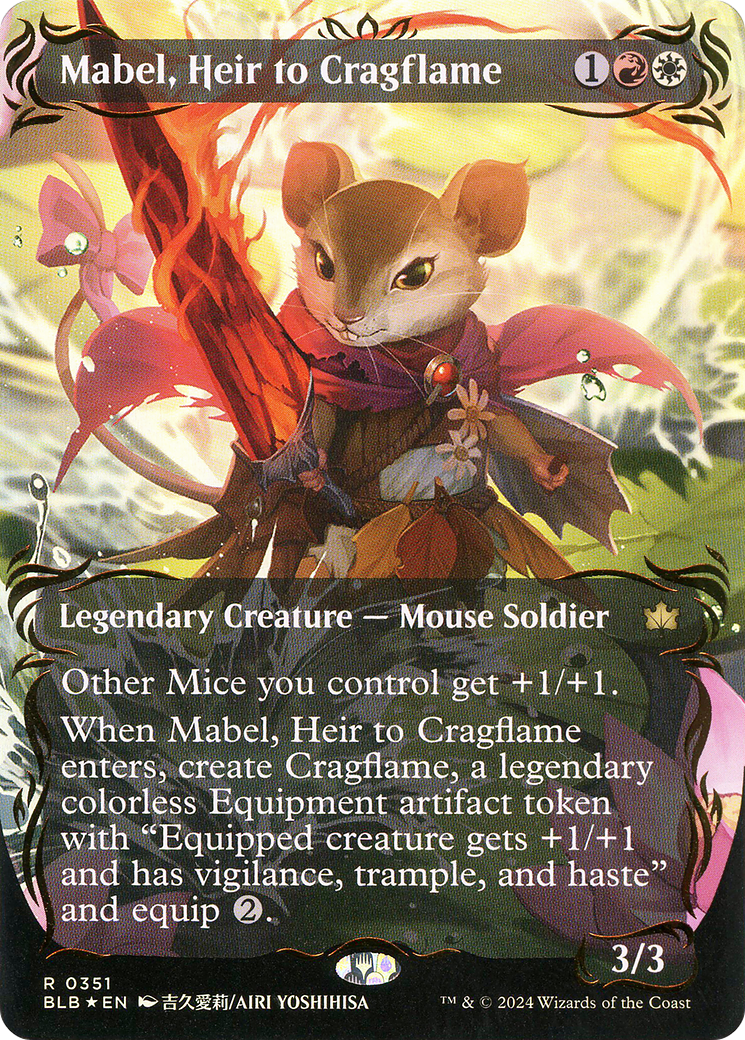 Mabel, Heir to Cragflame 1
Legendary Creature — Mouse Soldier
Other Mice you control get +1/+1.
When Mabel, Heir to Cragflame
enters, create Cragflame, a legendary
colorless Equipment artifact token
with “Equipped creature gets +1/+1
and has vigilance, trample, and haste”
and equip 2.
3/3
R 0351
BLB ★ EN 吉久愛莉/AIRI YOSHIHISA
™ & © 2024 Wizards of the Coast